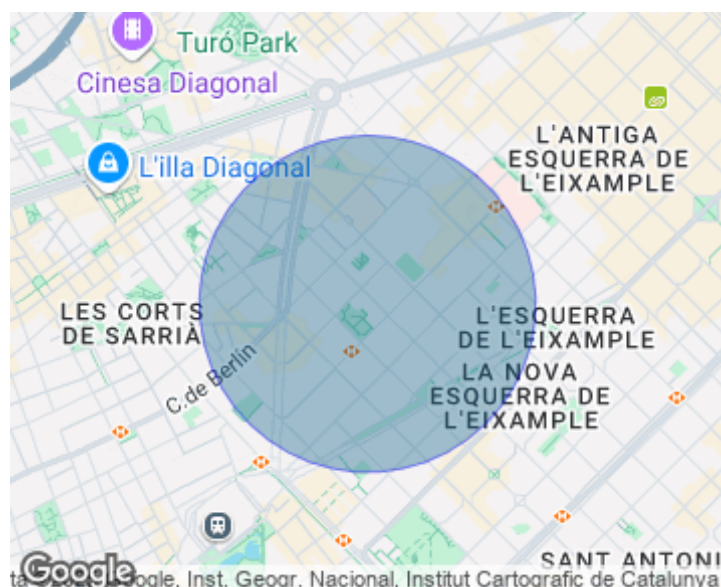 Turó Park
Cinesa Diagonal
L'ANTIGA
ESQUERRA DE
L'EIXAMPLE
L'illa Diagonal
LES CORTS
DE SARRIÀ
L'ESQUERRA
DE L'EIXAMPLE
C. de Berlín
LA NOVA
ESQUERRA DE
L'EIXAMPLE
SANT ANTONI
Google
Google, Inst. Geogr. Nacional, Institut Cartogràfic de Catalunya